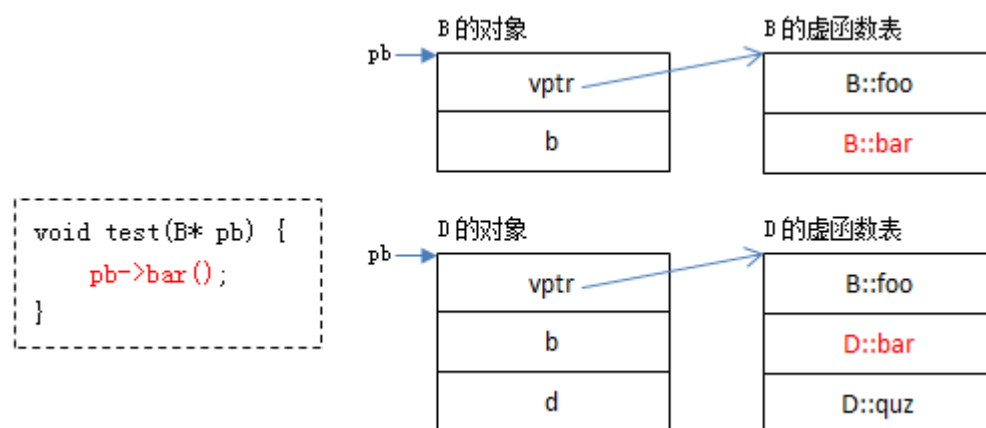 B的对象
B的虚函数表
pb
vptr
B::foo
b
B::bar
void test(B* pb) {
pb->bar();
}
D的对象
D的虚函数表
pb
vptr
B::foo
b
D::bar
d
D::quz